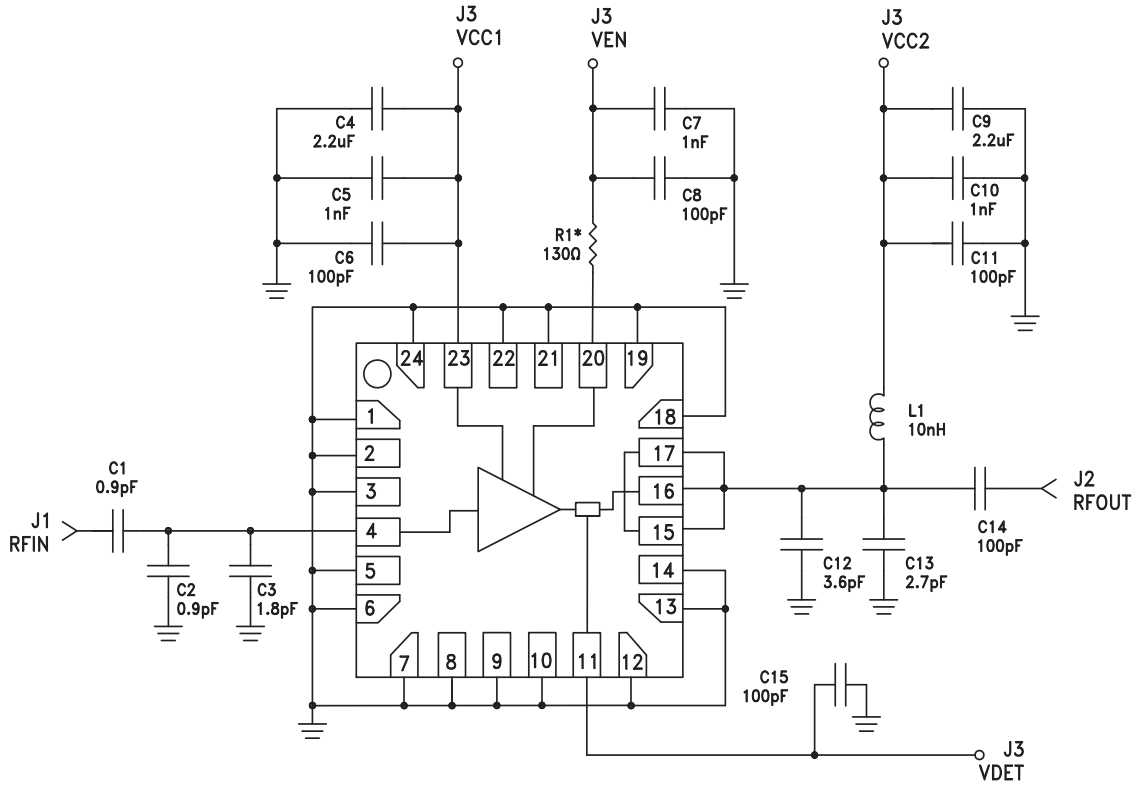 J3
VCC1
J3
VEN
J3
VCC2
C4
2.2uF
C5
1nF
C6
100pF
C7
1nF
C8
100pF
R1*
130Ω
C9
2.2uF
C10
1nF
C11
100pF
24
23
22
21
20
19
1
2
3
4
5
6
18
17
16
15
14
13
7
8
9
10
11
12
L1
10nH
C1
0.9pF
J1
RFIN
C2
0.9pF
C3
1.8pF
J2
RFOUT
C14
100pF
C12
3.6pF
C13
2.7pF
C15
100pF
J3
VDET